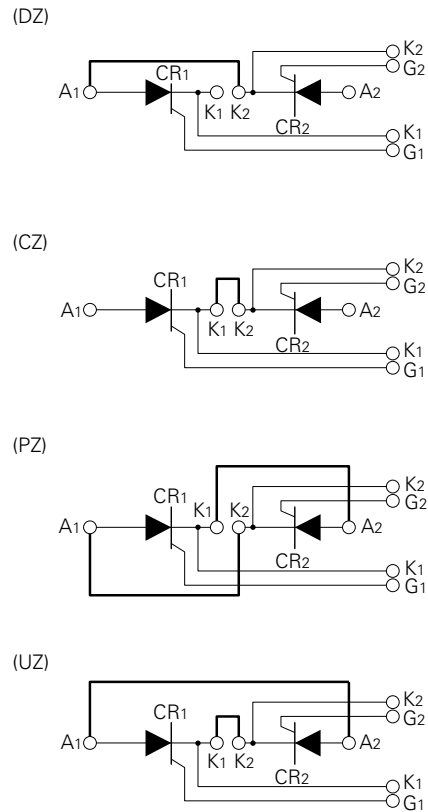 (DZ)
K2
CR1
G2
A1 K1 K2 A2
CR2
K1
G1
(CZ)
K2
CR1
G2
A1 A2
K1 K2
CR2
K1
G1
(PZ)
CR1 K1 K2 K2
G2
A1 A2
CR2
K1
G1
(UZ)
CR1 K2
G2
A1 A2
K1 K2
CR2
K1
G1